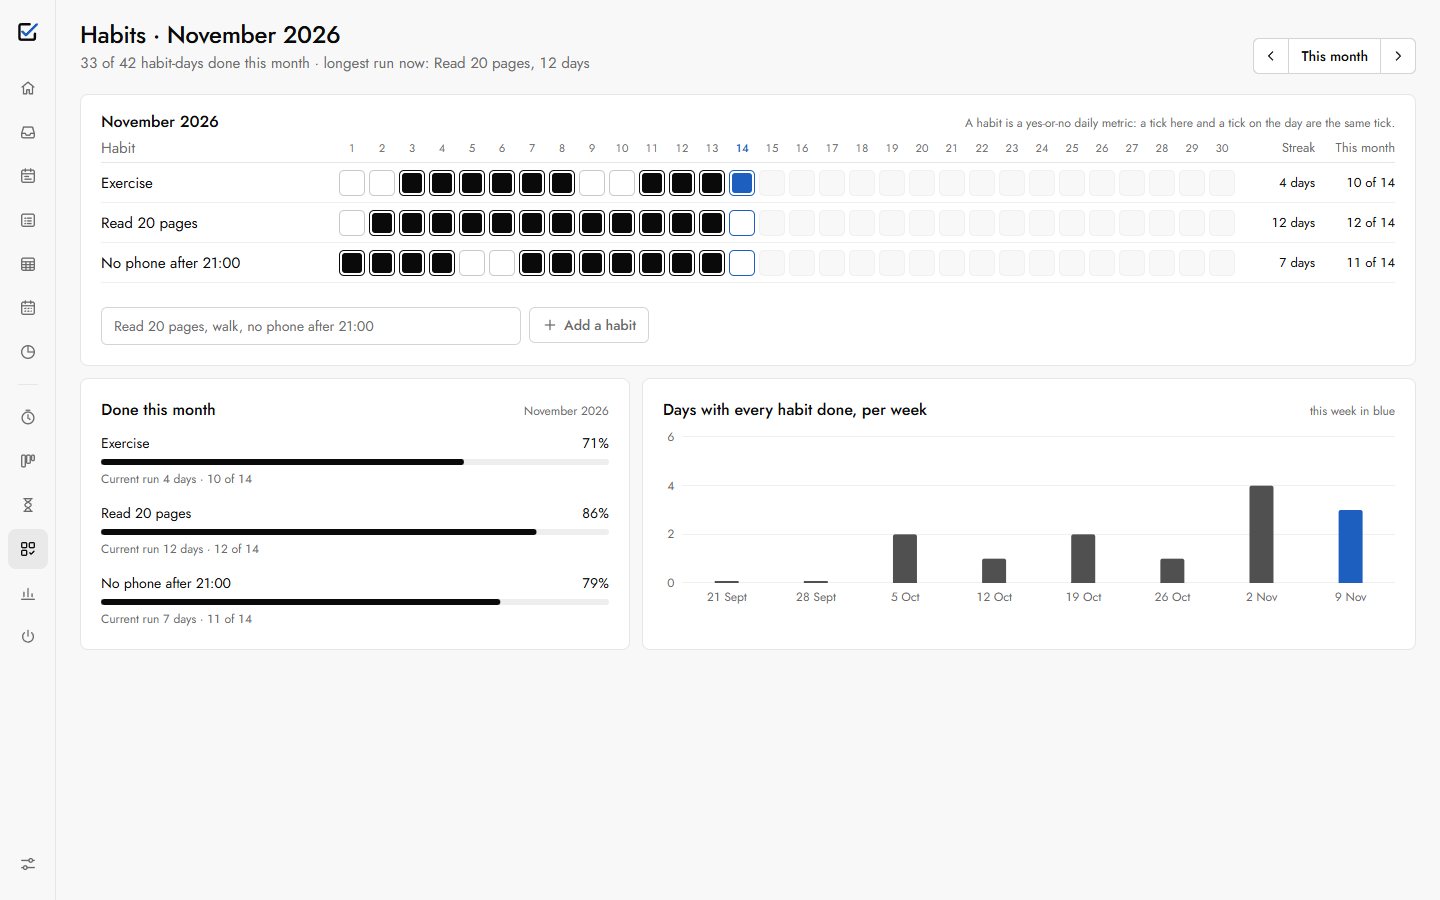 Habits · November 2026
33 of 42 habit-days done this month · longest run now: Read 20 pages, 12 days
This month
November 2026
A habit is a yes-or-no daily metric: a tick here and a tick on the day are the same tick.
Habit 1 2 3 4 5 6 7 8 9 10 11 12 13 14 15 16 17 18 19 20 21 22 23 24 25 26 27 28 29 30 Streak This month
Exercise 4 days 10 of 14
Read 20 pages 12 days 12 of 14
No phone after 21:00 7 days 11 of 14
Read 20 pages, walk, no phone after 21:00
Add a habit
Done this month
November 2026
Exercise 71%
Current run 4 days · 10 of 14
Read 20 pages 86%
Current run 12 days · 12 of 14
No phone after 21:00 79%
Current run 7 days · 11 of 14
Days with every habit done, per week
this week in blue
6
4
2
0
21 Sept 28 Sept 5 Oct 12 Oct 19 Oct 26 Oct 2 Nov 9 Nov